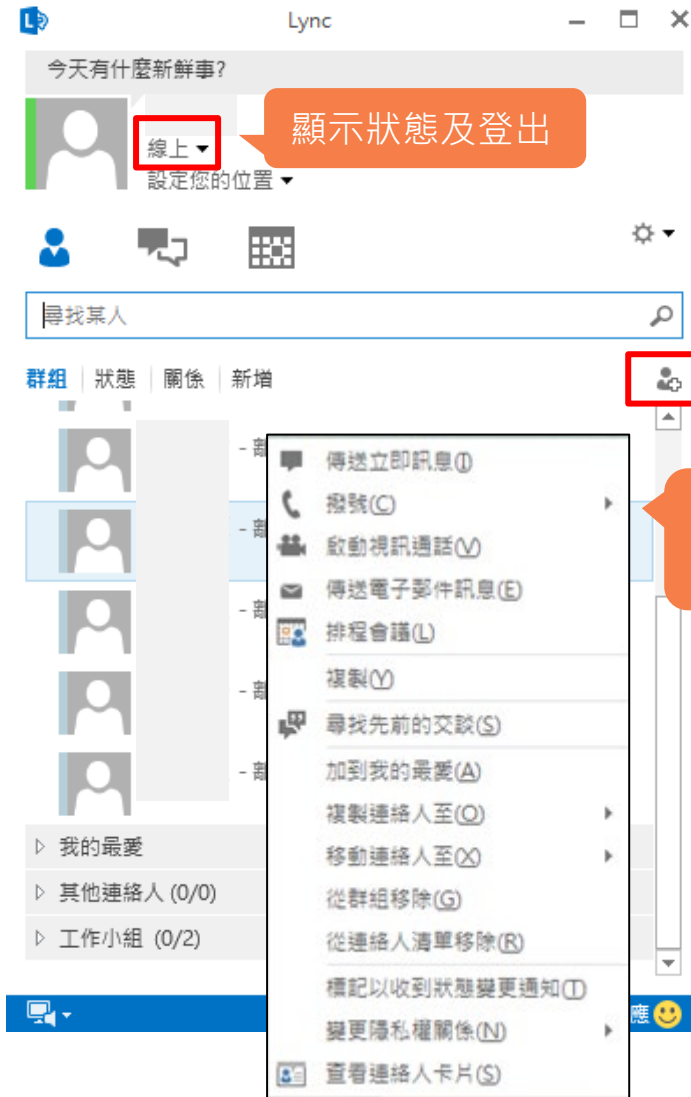 Lync
今天有什麼新鮮事?
線上
顯示狀態及登出
設定您的位置
尋找某人
群組 狀態 關係 新增
- 離
- 離
- 離
- 離
- 離
傳送立即訊息(I)
撥號(C)
啟動視訊通話(V)
傳送電子郵件訊息(E)
排程會議(L)
複製(Y)
尋找先前的交談(S)
加到我的最愛(A)
複製連絡人至(O)
移動連絡人至(X)
從群組移除(G)
從連絡人清單移除(R)
標記以收到狀態變更通知(T)
變更隱私權關係(N)
查看連絡人卡片(S)
我的最愛
其他連絡人 (0/0)
工作小組 (0/2)
應